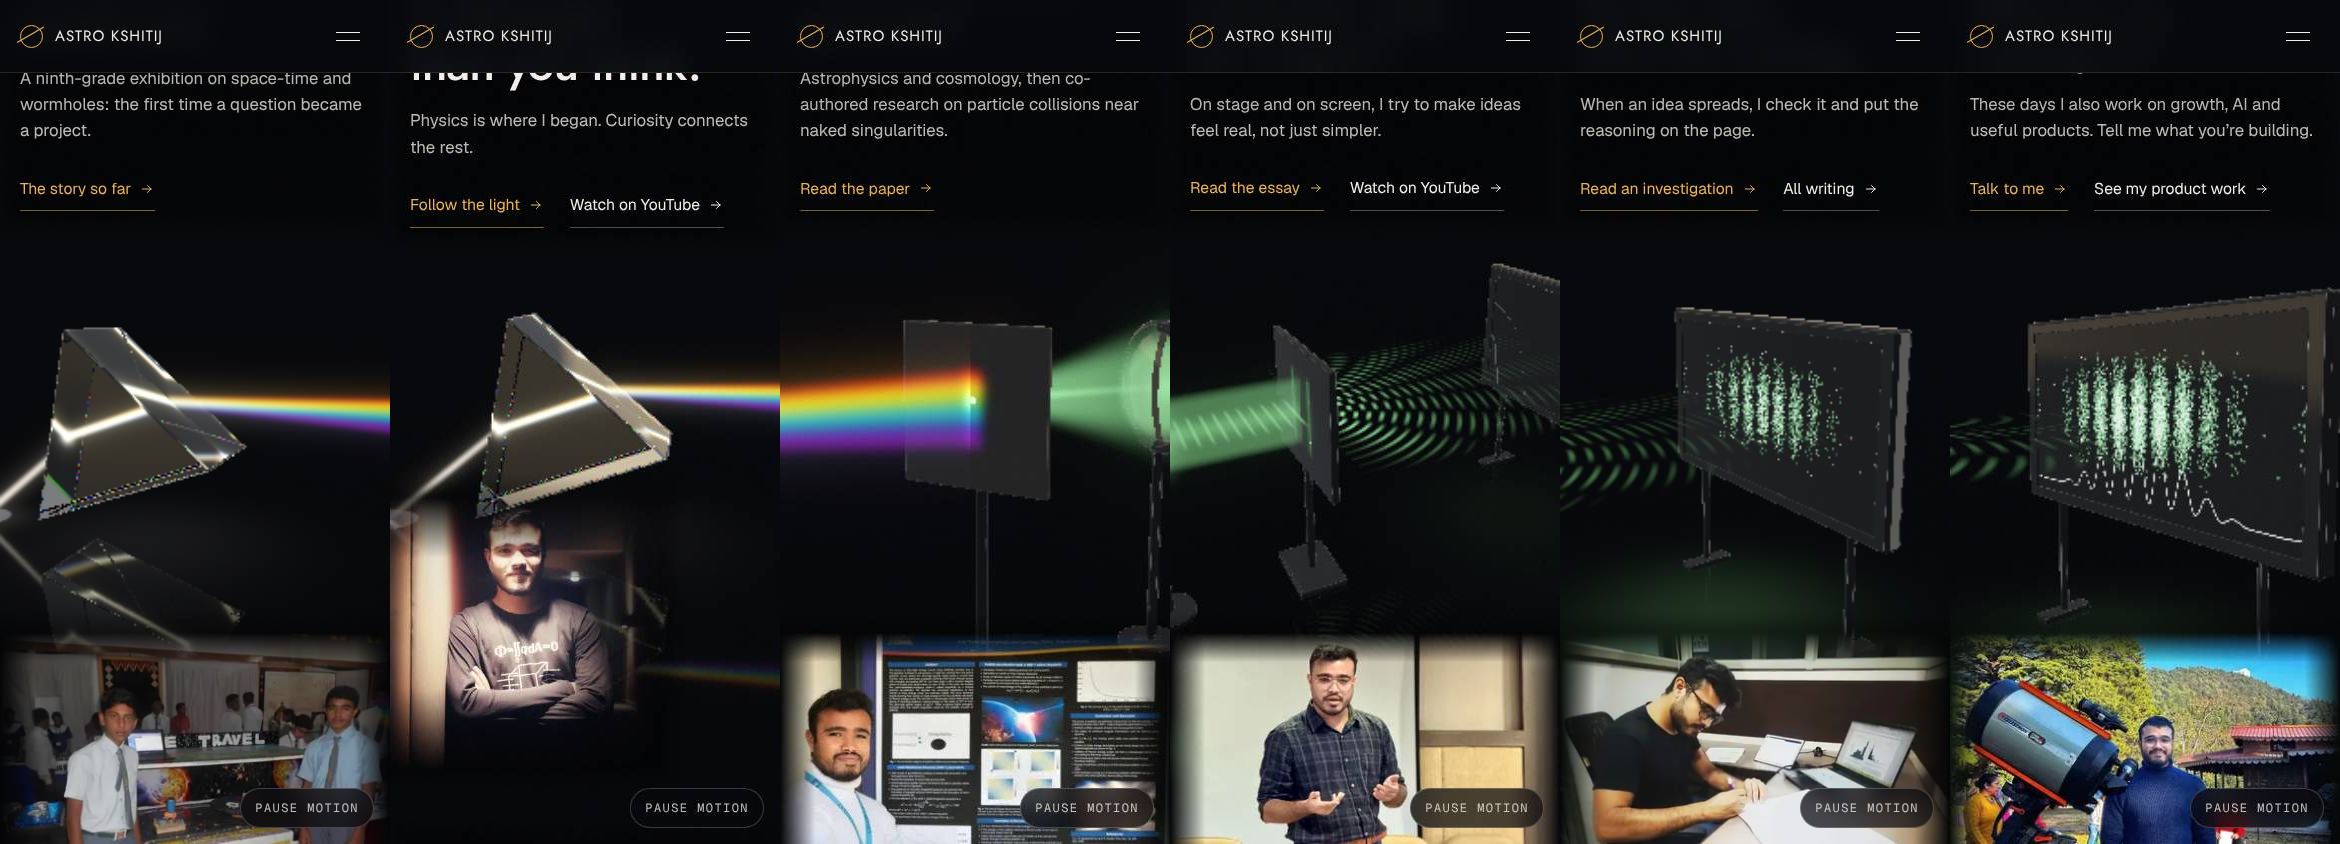 ASTRO KSHITIJ
A ninth-grade exhibition on space-time and
wormholes: the first time a question became
a project.
The story so far →
PAUSE MOTION
ASTRO KSHITIJ
than you think.
Physics is where I began. Curiosity connects
the rest.
Follow the light → Watch on YouTube →
PAUSE MOTION
ASTRO KSHITIJ
Astrophysics and cosmology, then co-
authored research on particle collisions near
naked singularities.
Read the paper →
PAUSE MOTION
ASTRO KSHITIJ
On stage and on screen, I try to make ideas
feel real, not just simpler.
Read the essay → Watch on YouTube →
PAUSE MOTION
ASTRO KSHITIJ
When an idea spreads, I check it and put the
reasoning on the page.
Read an investigation → All writing →
PAUSE MOTION
ASTRO KSHITIJ
These days I also work on growth, AI and
useful products. Tell me what you’re building.
Talk to me → See my product work →
PAUSE MOTION